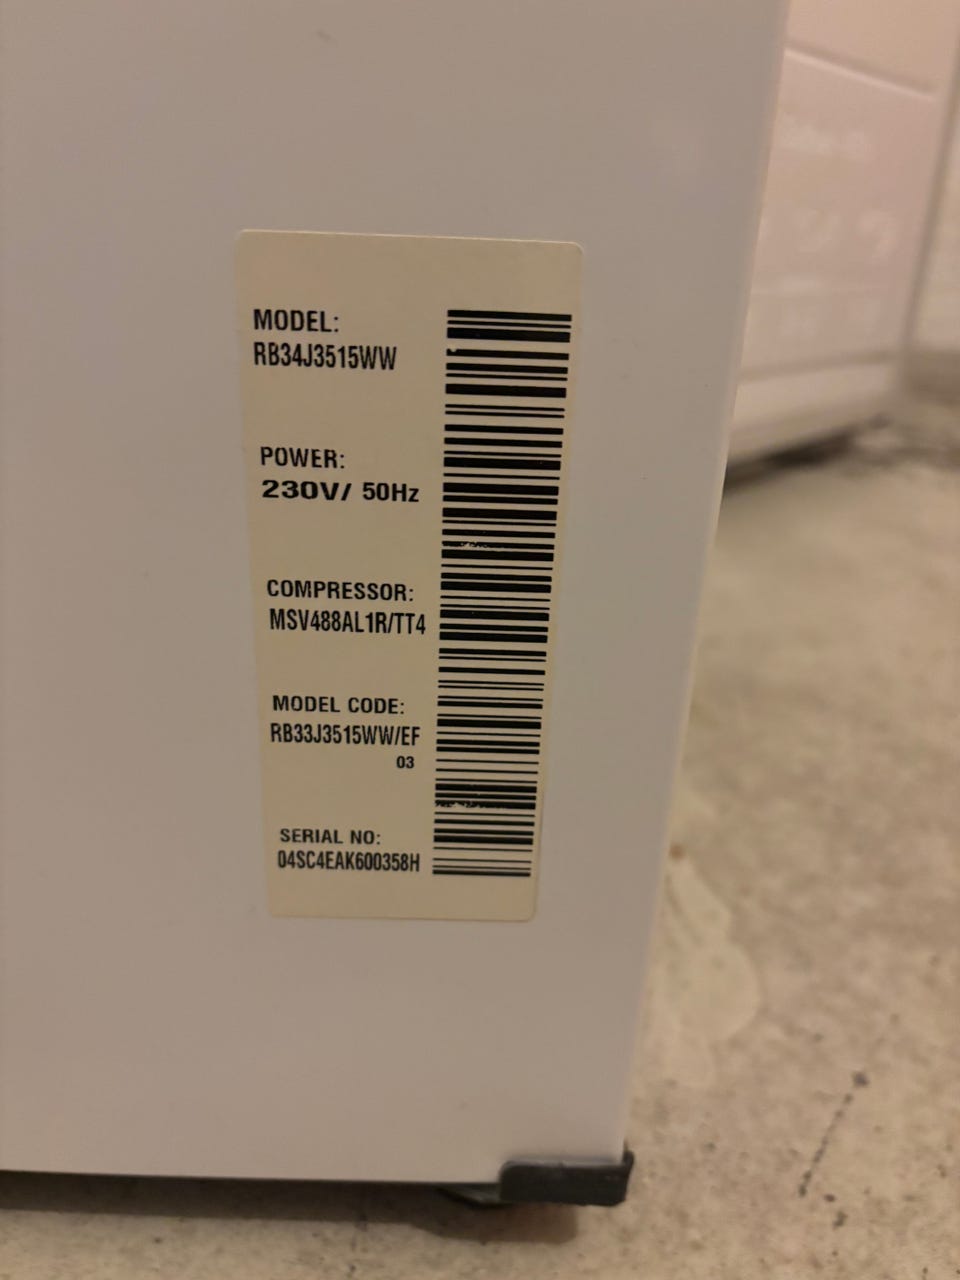 MODEL:
RB34J3515WW
POWER:
230V/ 50Hz
COMPRESSOR:
MSV488AL1R/TT4
MODEL CODE:
RB33J3515WW/EF
03
SERIAL NO:
04SC4EAK600358H